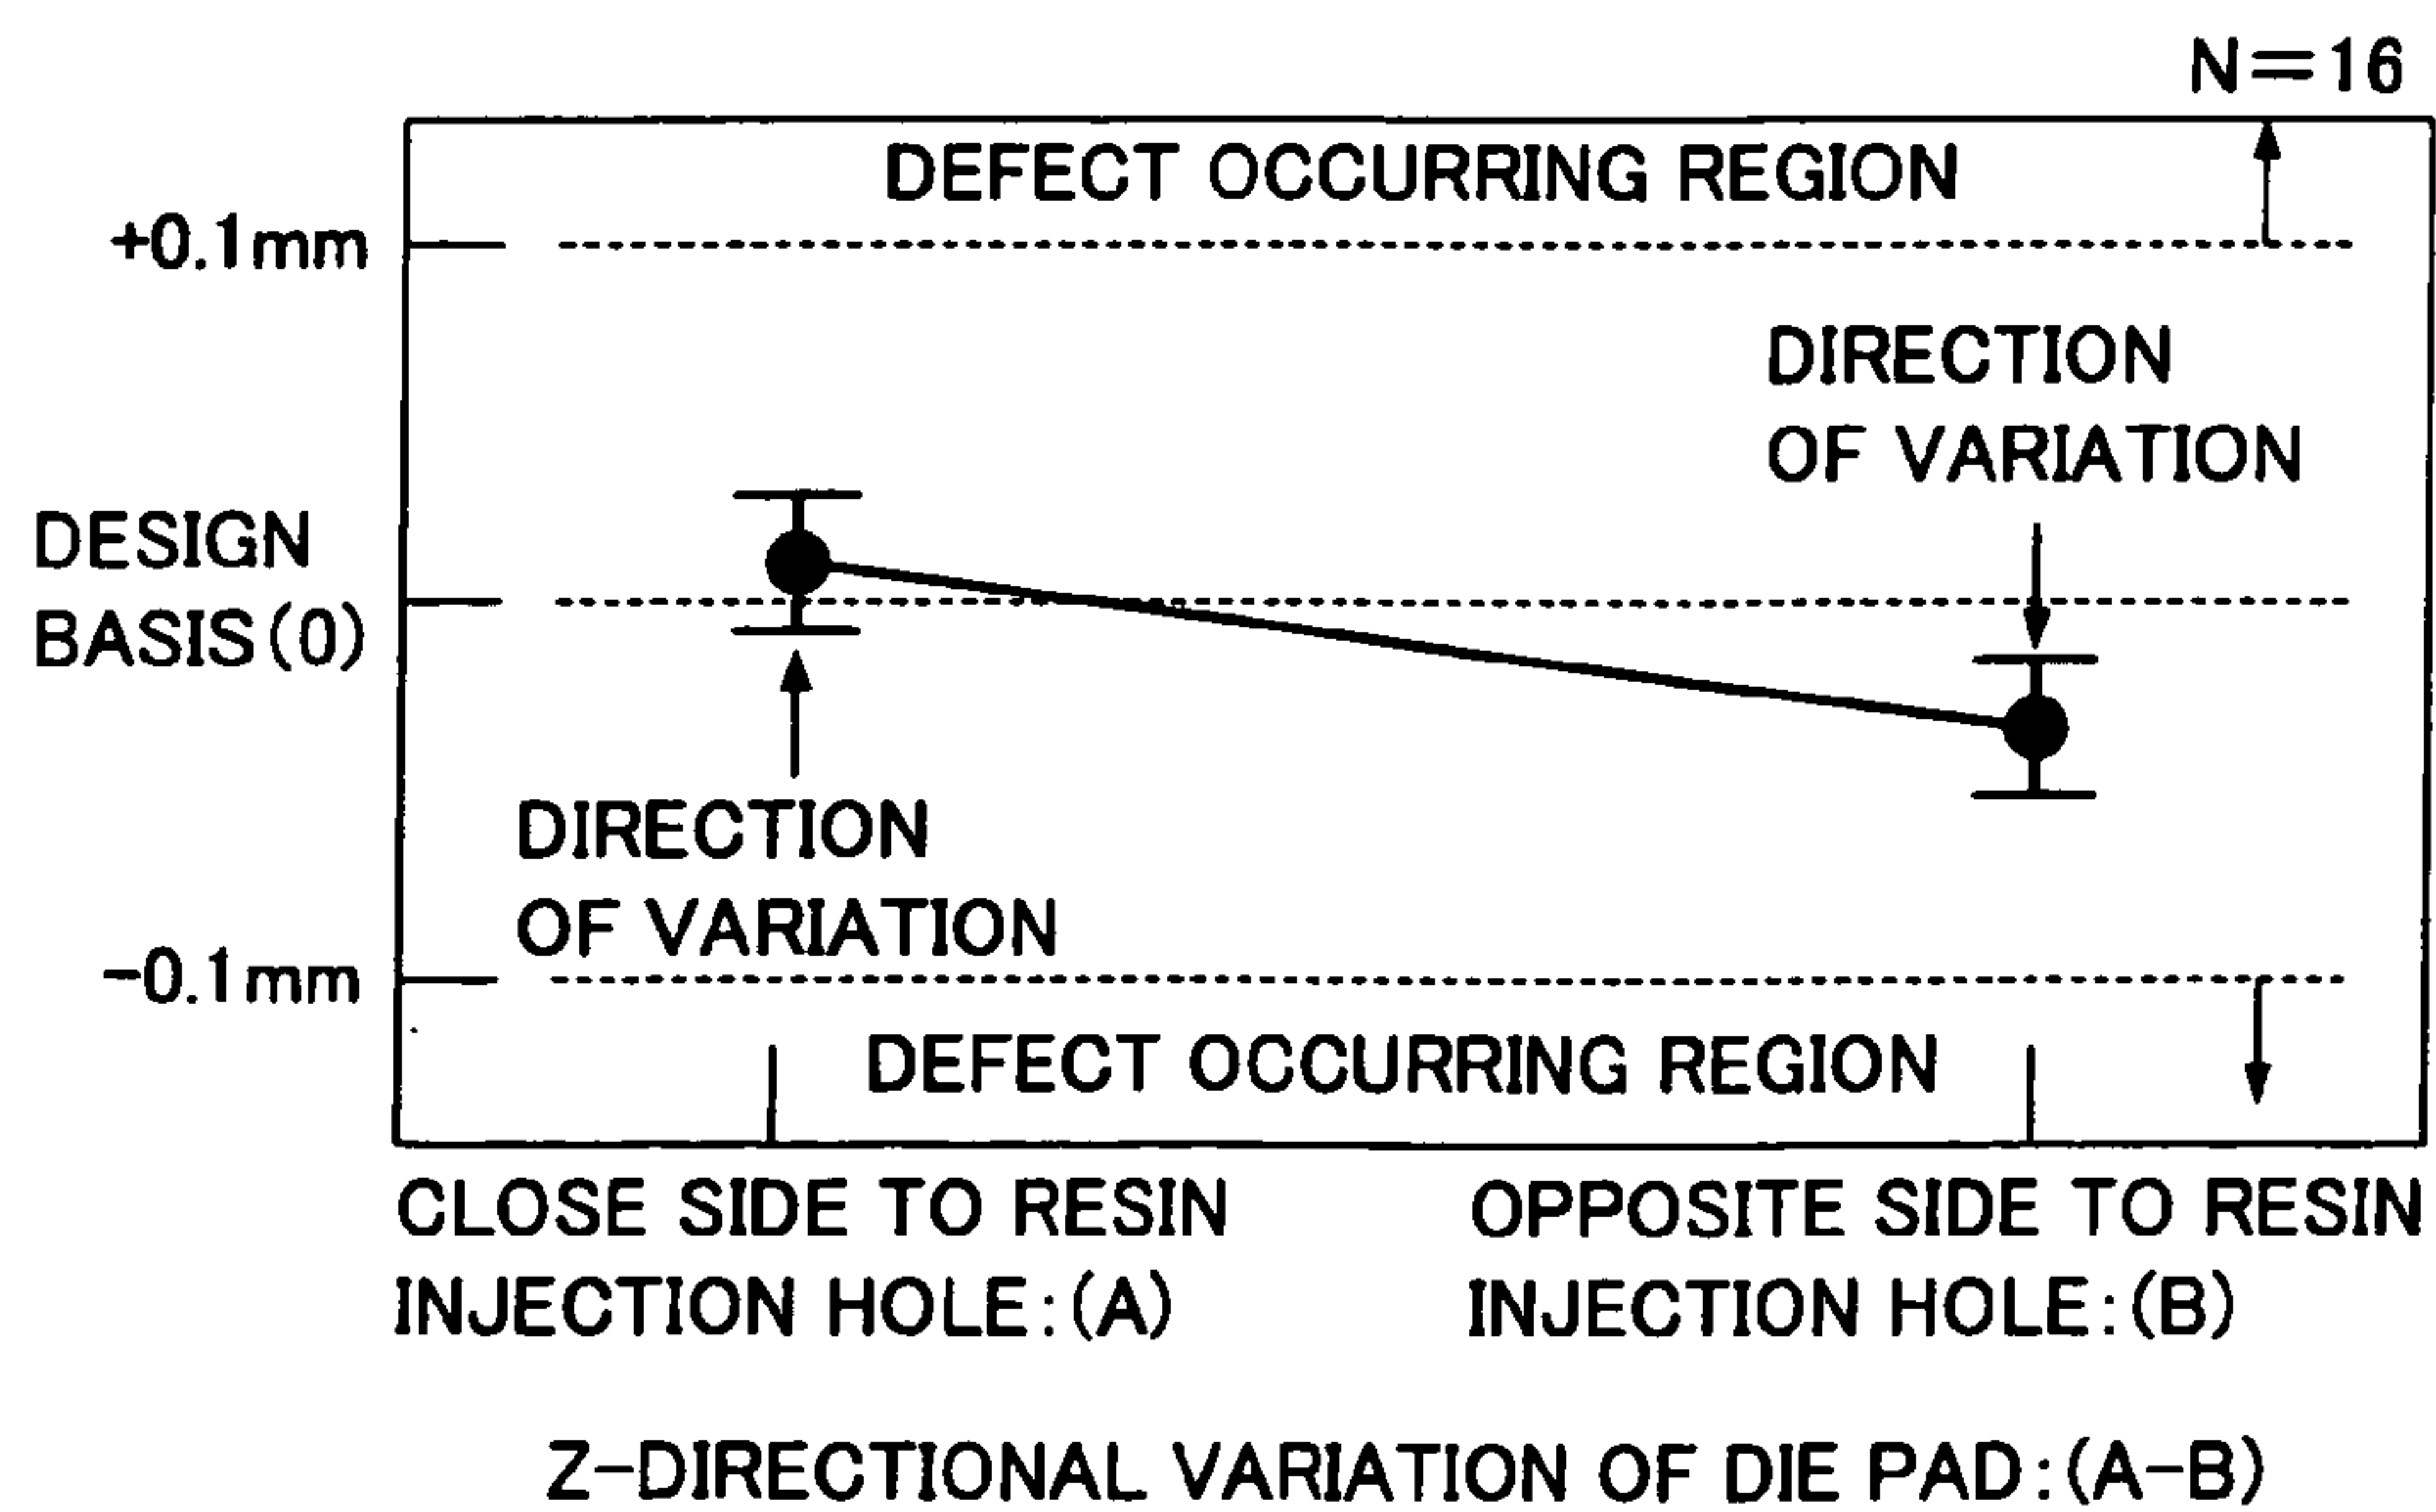 N=16
DEFECT OCCURRING REGION
+0.1mm
DIRECTION
OF VARIATION
DESIGN
BASIS(0)
DIRECTION
OF VARIATION
-0.1mm
DEFECT OCCURRING REGION
CLOSE SIDE TO RESIN
INJECTION HOLE:(A)
OPPOSITE SIDE TO RESIN
INJECTION HOLE:(B)
Z-DIRECTIONAL VARIATION OF DIE PAD:(A-B)